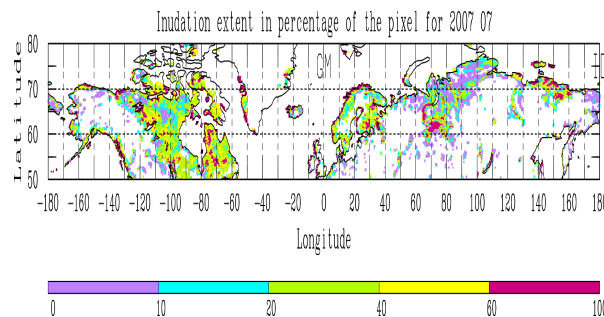 Inudation extent in percentage of the pixel for 2007 07
80
70
60
50
Latitude
GM
-180 -160 -140 -120 -100 -80 -60 -40 -20 0 20 40 60 80 100 120 140 160 180
Longitude
0 10 20 40 60 100